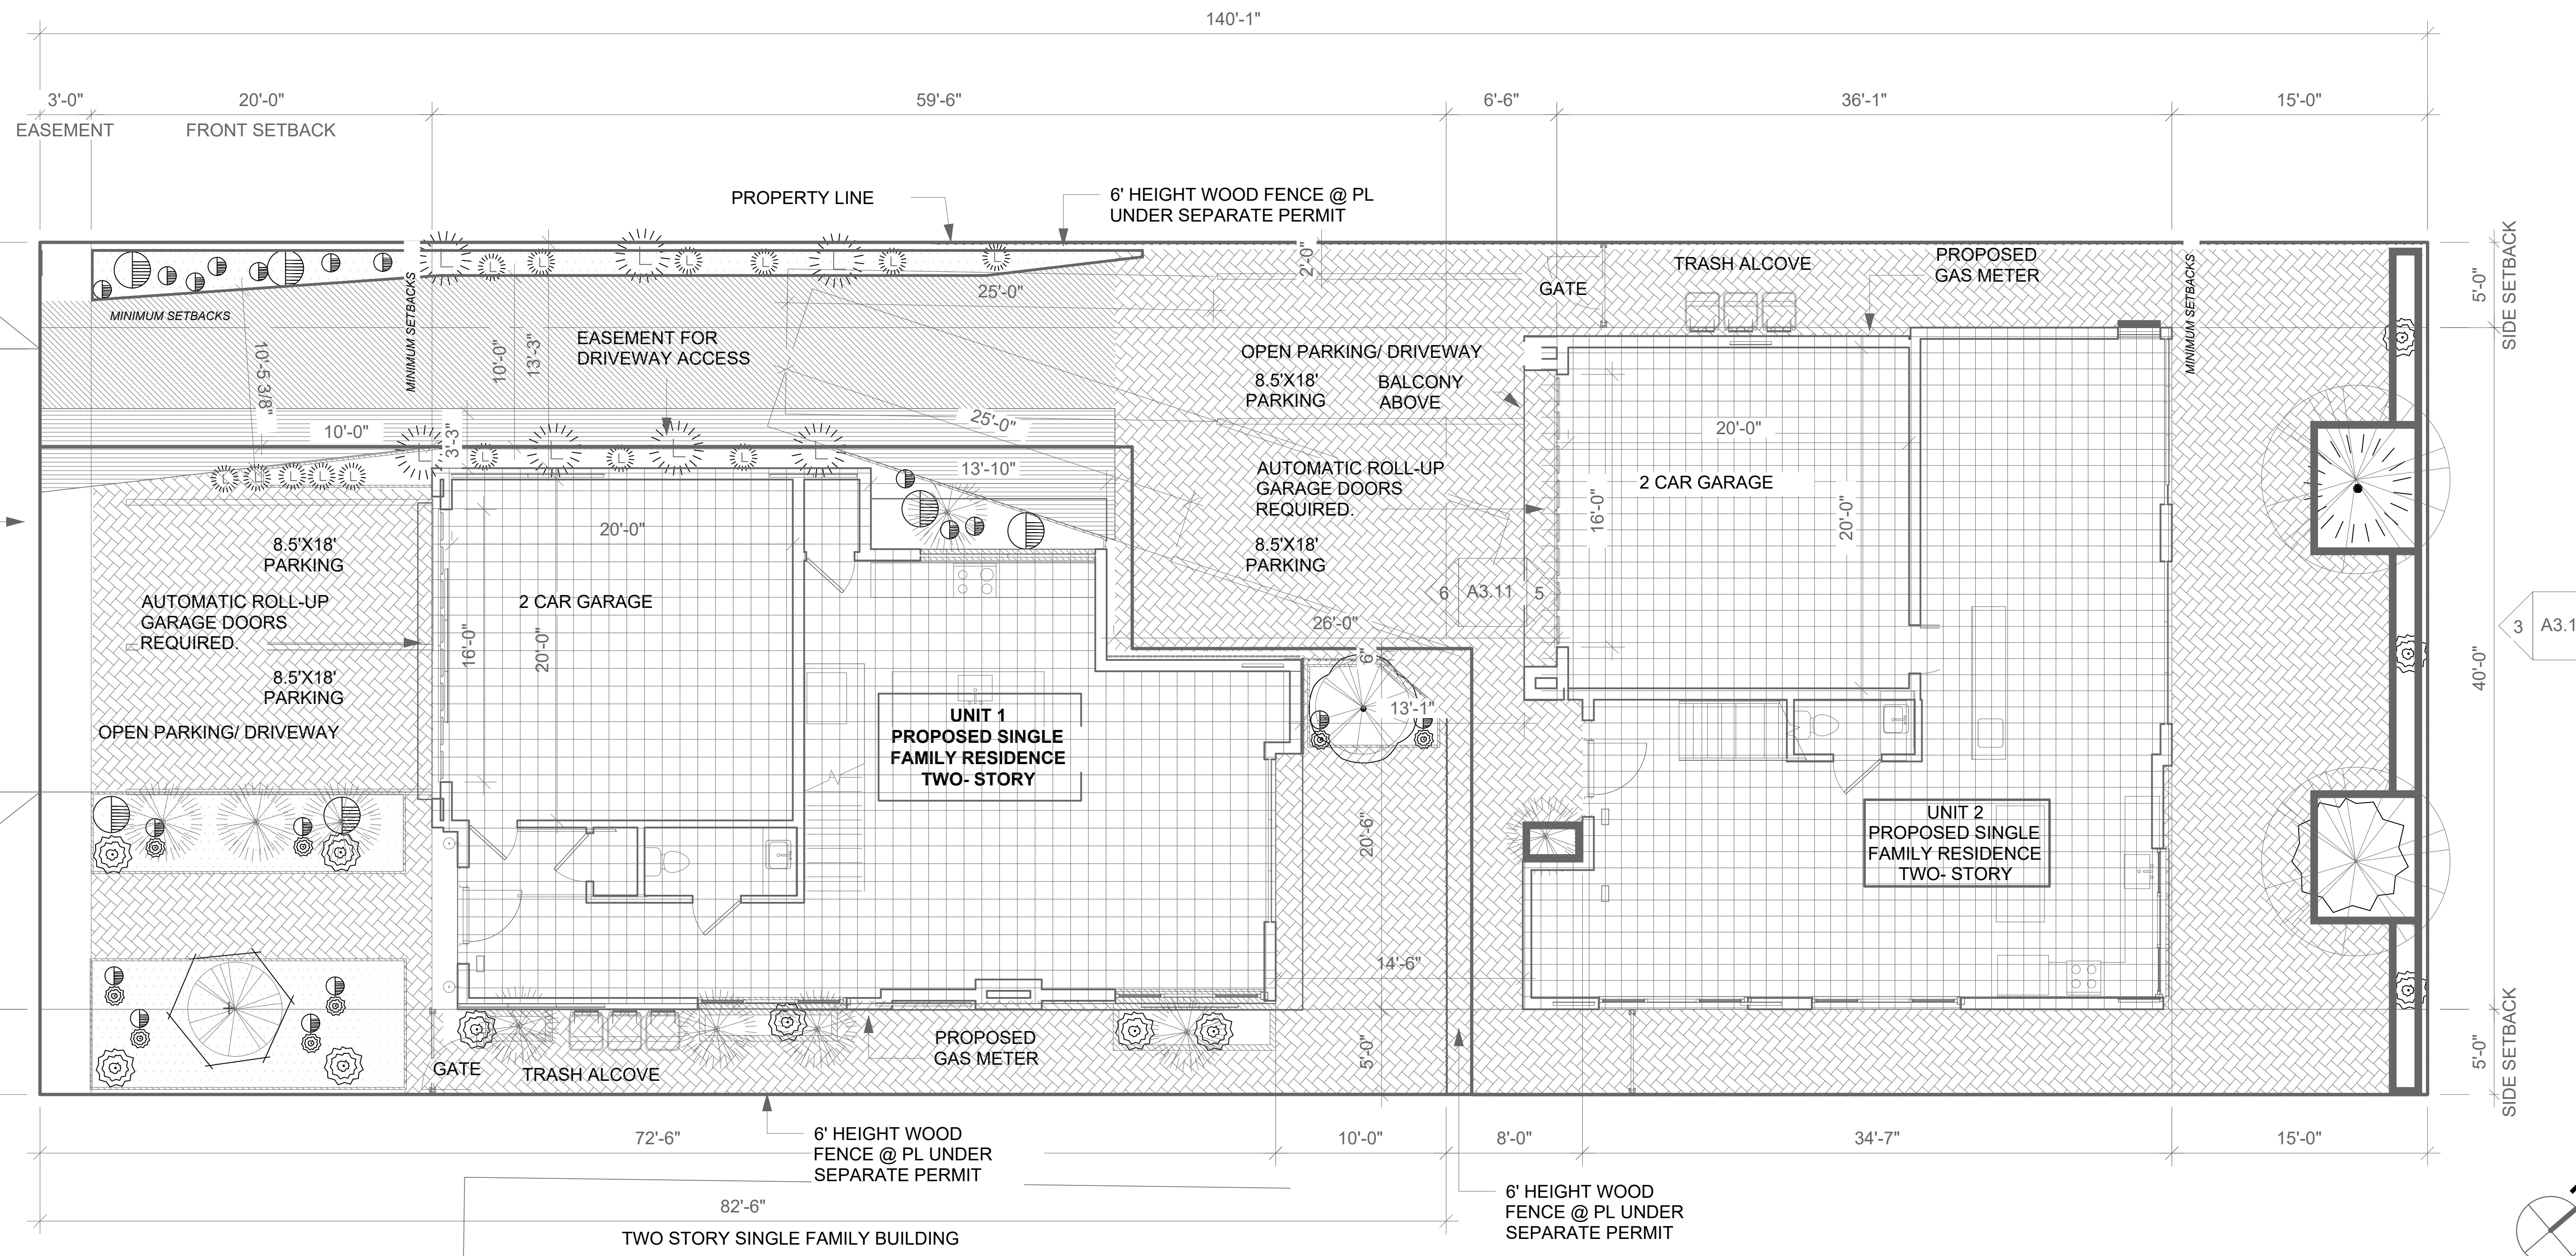 140'-1"
3'-0"
20'-0"
59'-6"
6'-6"
36'-1"
15'-0"
EASEMENT
FRONT SETBACK
PROPERTY LINE
6' HEIGHT WOOD FENCE @ PL
UNDER SEPARATE PERMIT
MINIMUM SETBACKS
MINIMUM SETBACKS
10'-5 3/8"
10'-0"
13'-3"
EASEMENT FOR
DRIVEWAY ACCESS
25'-0"
25'-0"
2'-0"
10'-0"
3'-3"
13'-10"
OPEN PARKING/ DRIVEWAY
8.5'X18'
PARKING
BALCONY
ABOVE
AUTOMATIC ROLL-UP
GARAGE DOORS
REQUIRED.
8.5'X18'
PARKING
GATE
TRASH ALCOVE
PROPOSED
GAS METER
MINIMUM SETBACKS
5'-0"
SIDE SETBACK
20'-0"
2 CAR GARAGE
16'-0"
20'-0"
6
A3.11
5
26'-0"
6"
13'-1"
3
A3.1
40'-0"
8.5'X18'
PARKING
AUTOMATIC ROLL-UP
GARAGE DOORS
REQUIRED.
8.5'X18'
PARKING
OPEN PARKING/ DRIVEWAY
20'-0"
2 CAR GARAGE
16'-0"
20'-0"
UNIT 1
PROPOSED SINGLE
FAMILY RESIDENCE
TWO- STORY
20'-6"
UNIT 2
PROPOSED SINGLE
FAMILY RESIDENCE
TWO- STORY
14'-6"
5'-0"
5'-0"
SIDE SETBACK
GATE
TRASH ALCOVE
PROPOSED
GAS METER
72'-6"
6' HEIGHT WOOD
FENCE @ PL UNDER
SEPARATE PERMIT
10'-0"
8'-0"
34'-7"
15'-0"
82'-6"
6' HEIGHT WOOD
FENCE @ PL UNDER
SEPARATE PERMIT
TWO STORY SINGLE FAMILY BUILDING